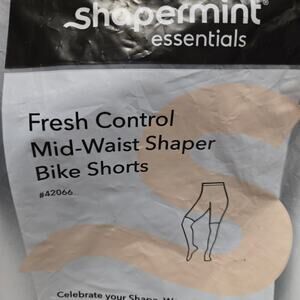 shapermint®
essentials
Fresh Control
Mid-Waist Shaper
Bike Shorts
#42066
Celebrate your Shape. W